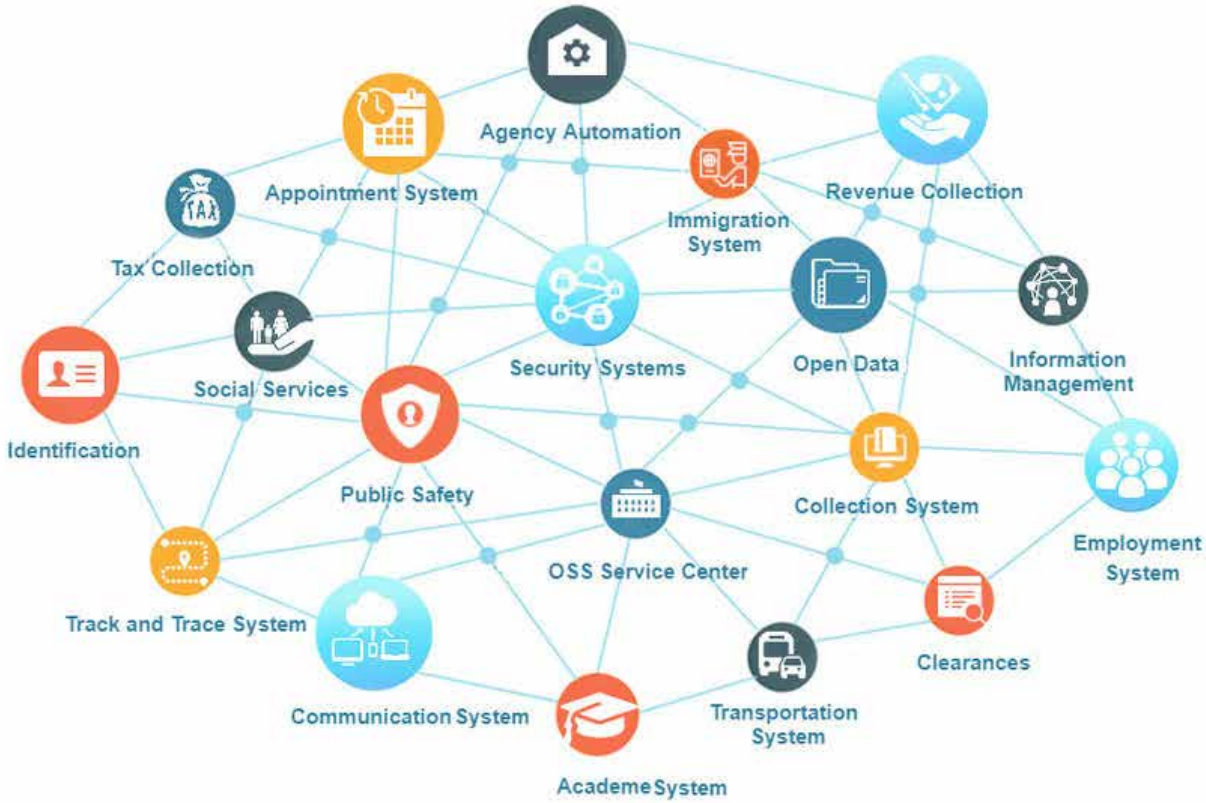 Agency Automation
Appointment System
Revenue Collection
Immigration
System
TAX
Tax Collection
Security Systems
Open Data
Information
Management
Social Services
Identification
Public Safety
Collection System
Employment
System
OSS Service Center
Track and Trace System
Clearances
Communication System
Transportation
System
Academe System